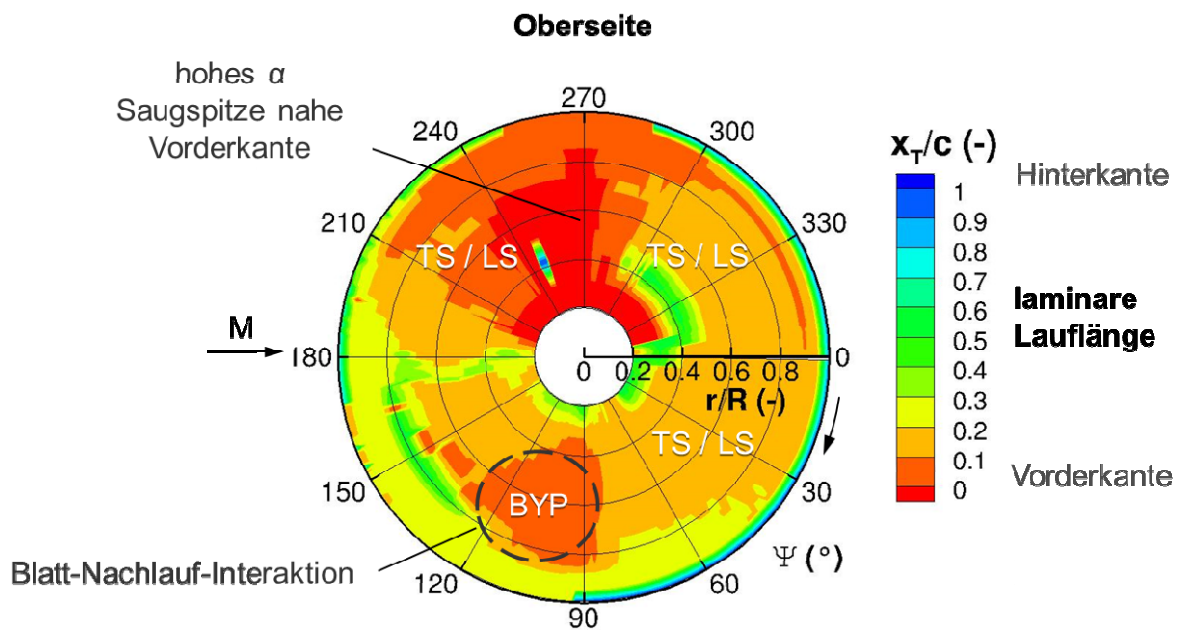 Oberseite
hohes α
Saugspitze nahe
Vorderkante
270
240
300
210
330
TS / LS
TS / LS
M
180
0
0 0.2 0.4 0.6 0.8
r/R (-)
TS / LS
BYP
150
30
120
60
90
Ψ (°)
Blatt-Nachlauf-Interaktion
x_T/c (-)
1
0.9
0.8
0.7
0.6
0.5
0.4
0.3
0.2
0.1
0
Hinterkante
laminare
Lauflänge
Vorderkante